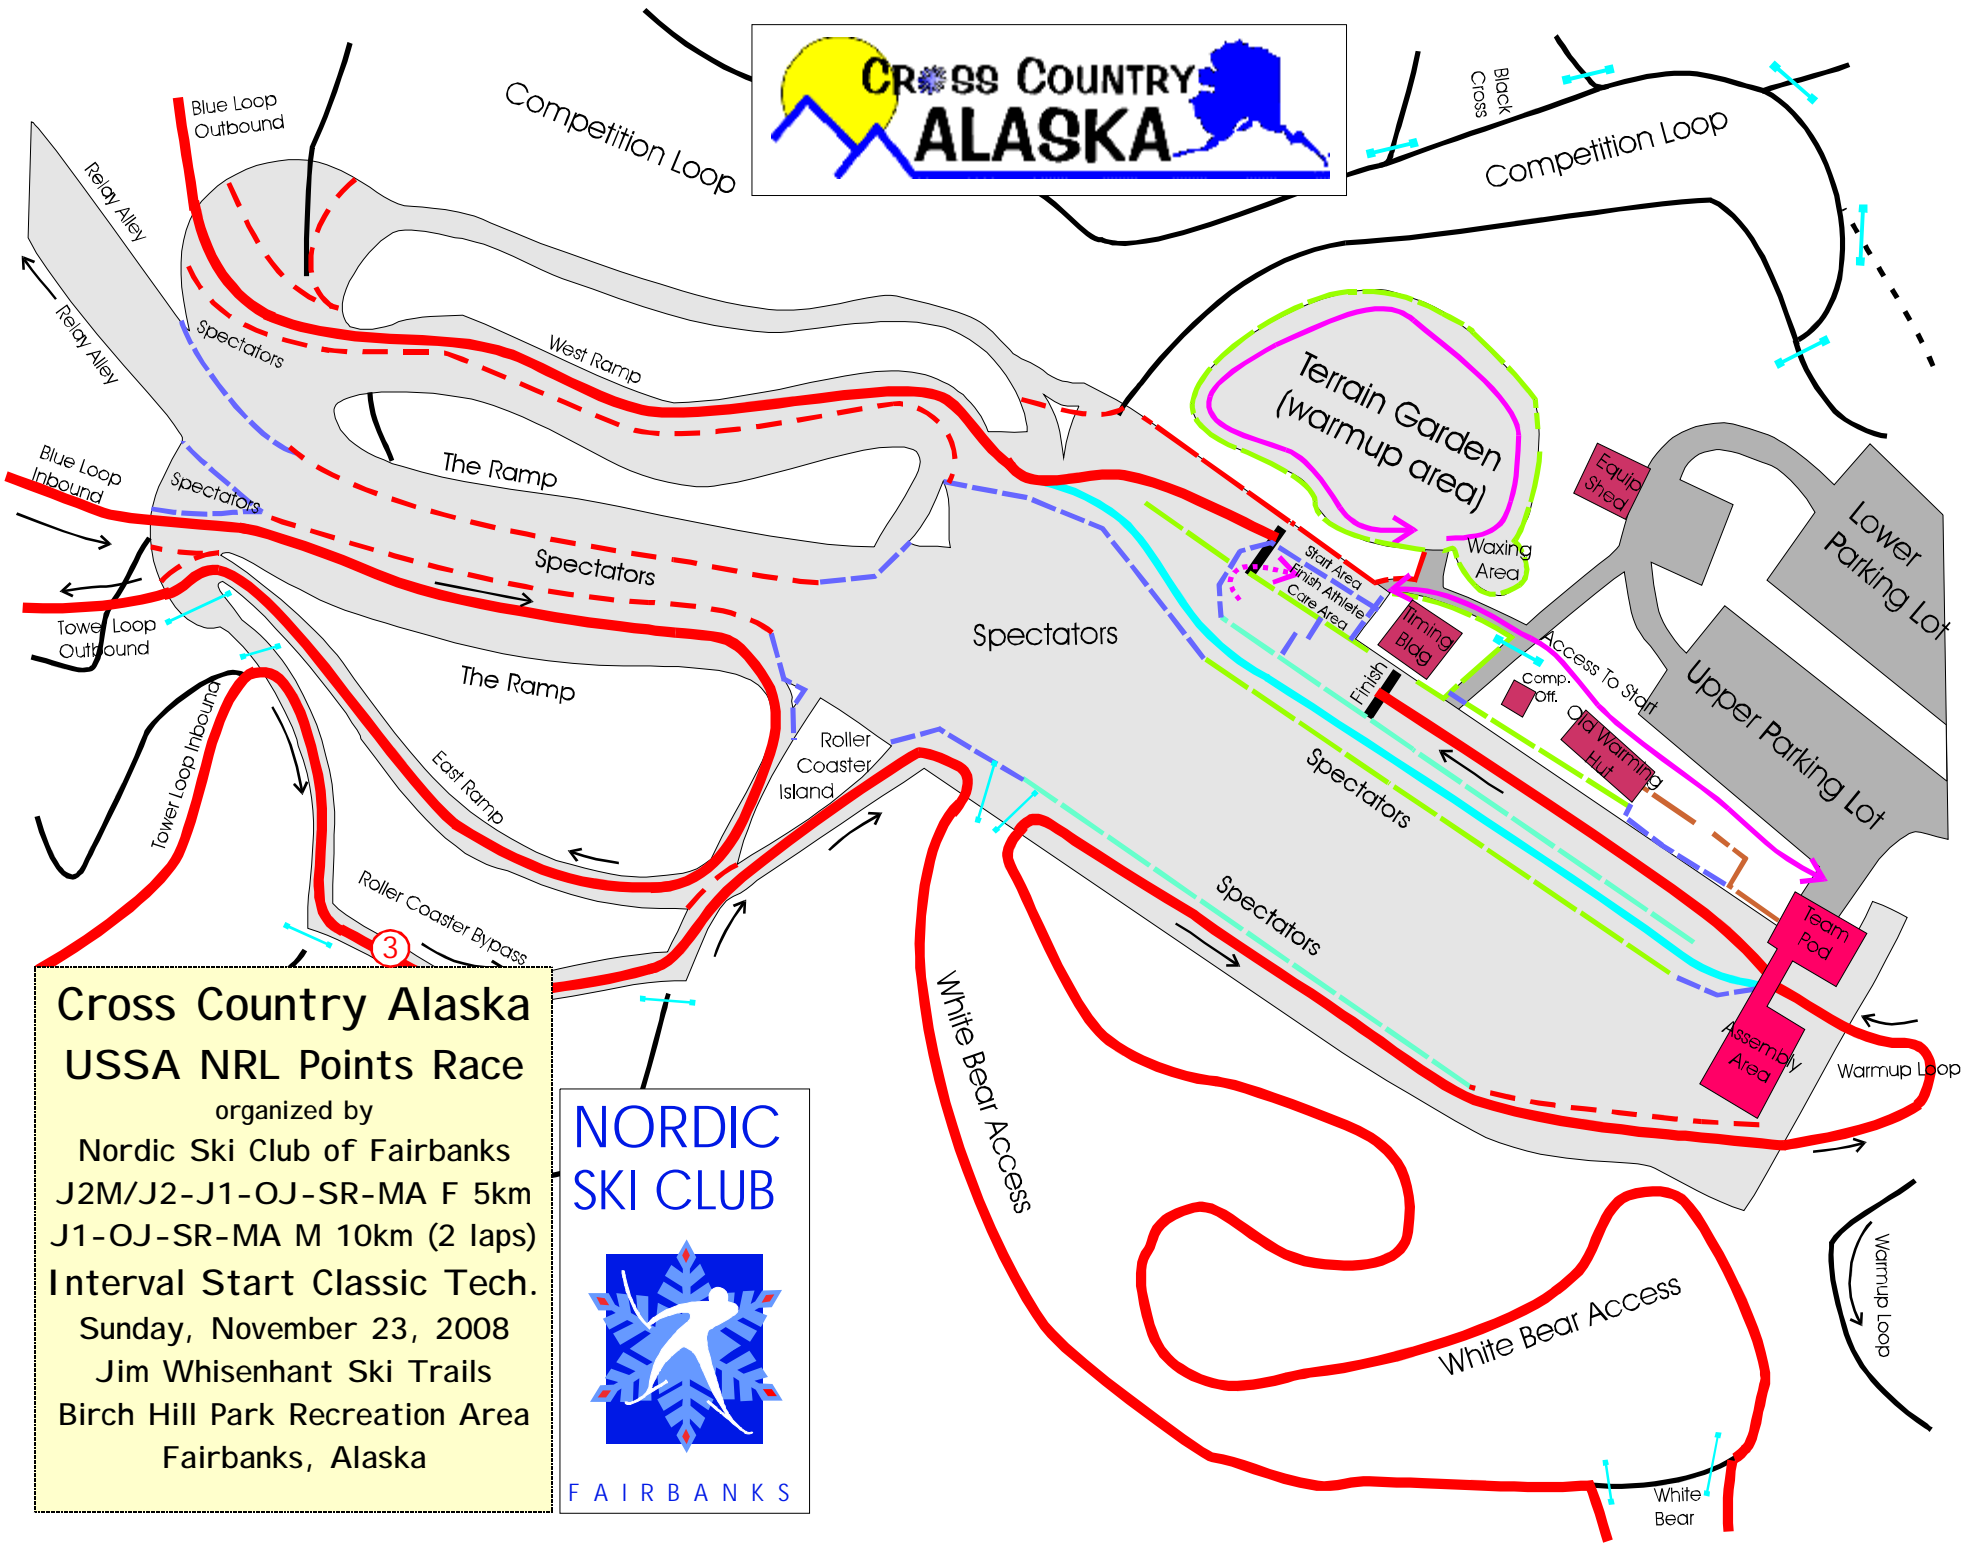 CROSS COUNTRY
ALASKA
Blue Loop
Outbound
Competition Loop
Black
Cross
Competition Loop
Relay Alley
Relay Alley
Spectators
West Ramp
Terrain Garden
(warmup area)
Equip
Shed
Lower
Parking Lot
Blue Loop
Inbound
Spectators
The Ramp
Spectators
Waxing
Area
Start Area
Finish Athlete
Care Area
Timing
Bldg
Access To Start
Tower Loop
Outbound
The Ramp
Spectators
Finish
Comp.
Off.
Old Warming
Hut
Upper Parking Lot
Tower Loop Inbound
East Ramp
Roller
Coaster
Island
Spectators
Roller Coaster Bypass
3
Spectators
Team
Pod
Assembly
Area
Warmup Loop
White Bear Access
Warmup Loop
White Bear Access
White
Bear
Cross Country Alaska
USSA NRL Points Race
organized by
Nordic Ski Club of Fairbanks
J2M/J2-J1-OJ-SR-MA F 5km
J1-OJ-SR-MA M 10km (2 laps)
Interval Start Classic Tech.
Sunday, November 23, 2008
Jim Whisenhant Ski Trails
Birch Hill Park Recreation Area
Fairbanks, Alaska
NORDIC
SKI CLUB
FAIRBANKS